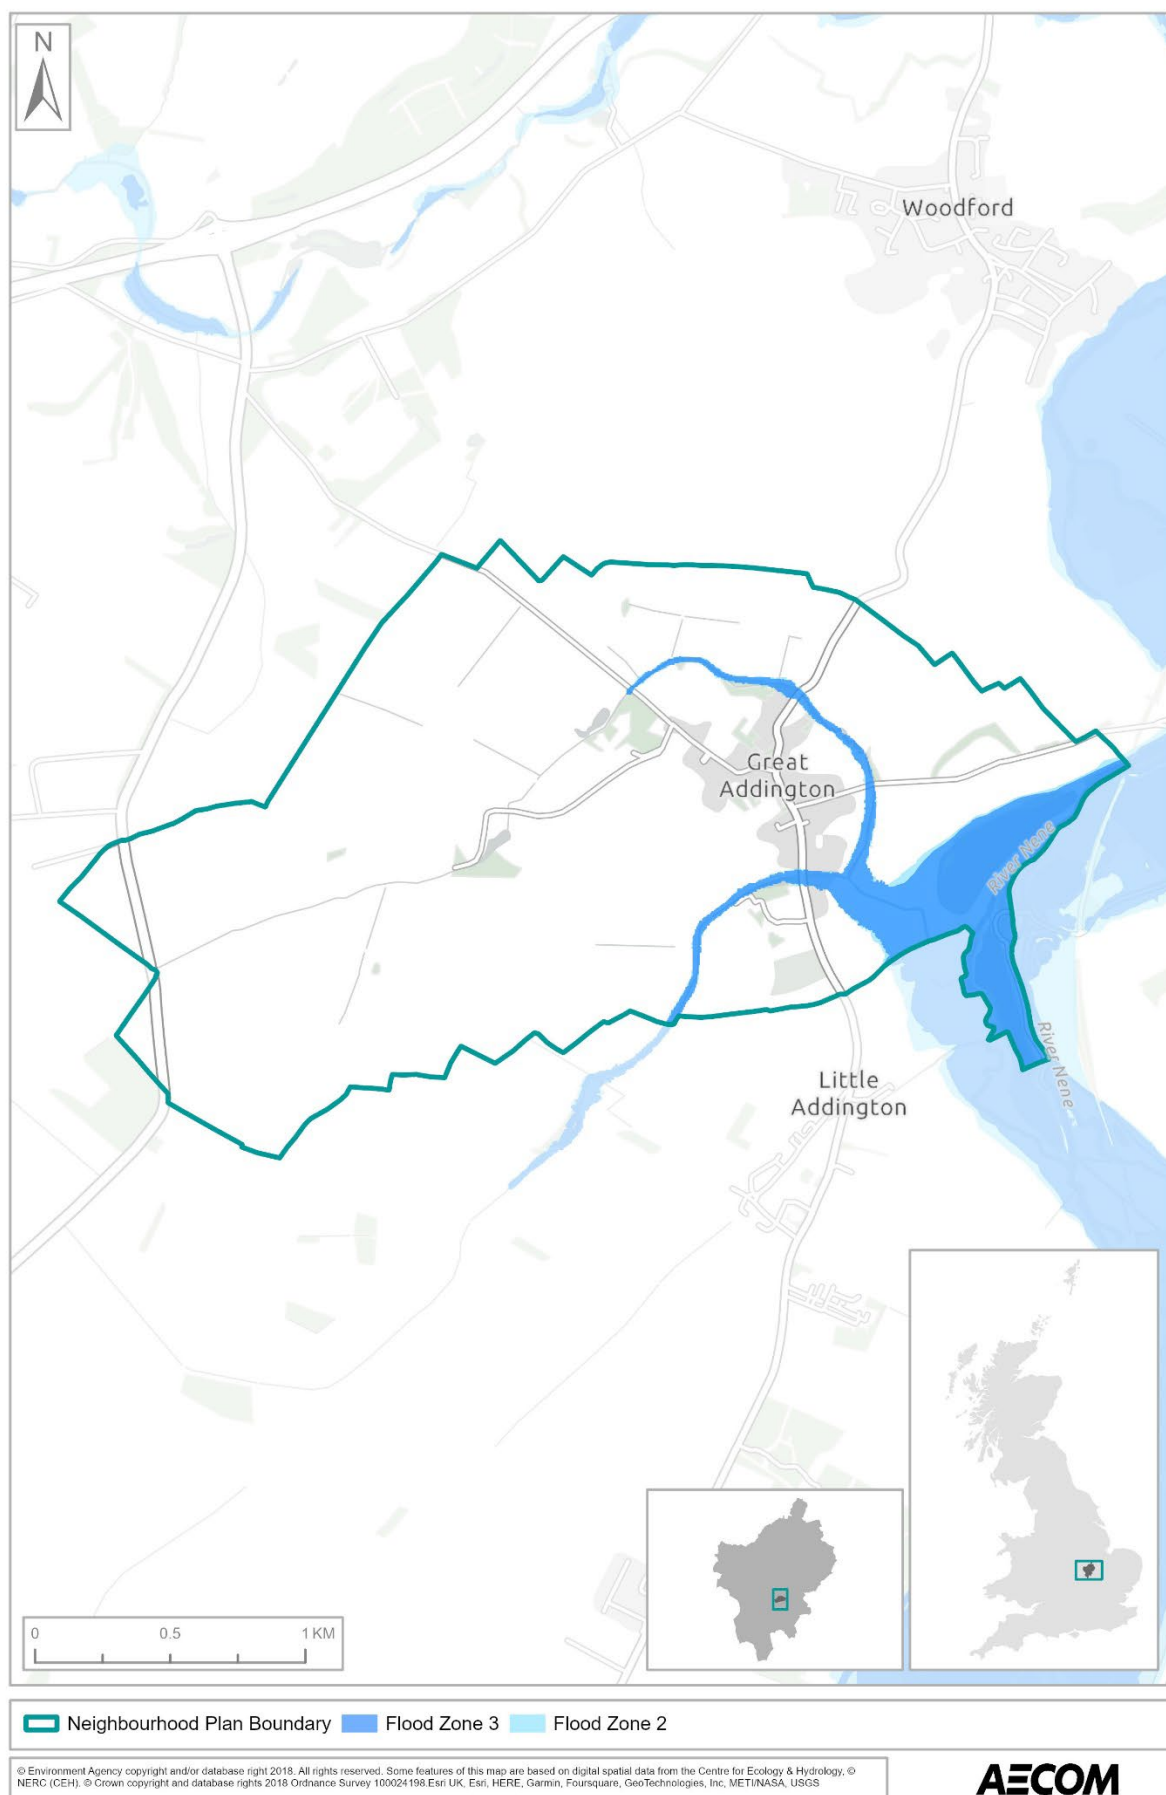 N
Woodford
Great
Addington
River Nene
River Nene
Little
Addington
0 0.5 1 KM
Neighbourhood Plan Boundary Flood Zone 3 Flood Zone 2
© Environment Agency copyright and/or database right 2018. All rights reserved. Some features of this map are based on digital spatial data from the Centre for Ecology & Hydrology, ©
NERC (CEH). © Crown copyright and database rights 2018 Ordnance Survey 100024198.Esri UK, Esri, HERE, Garmin, Foursquare, GeoTechnologies, Inc, METI/NASA, USGS
AECOM